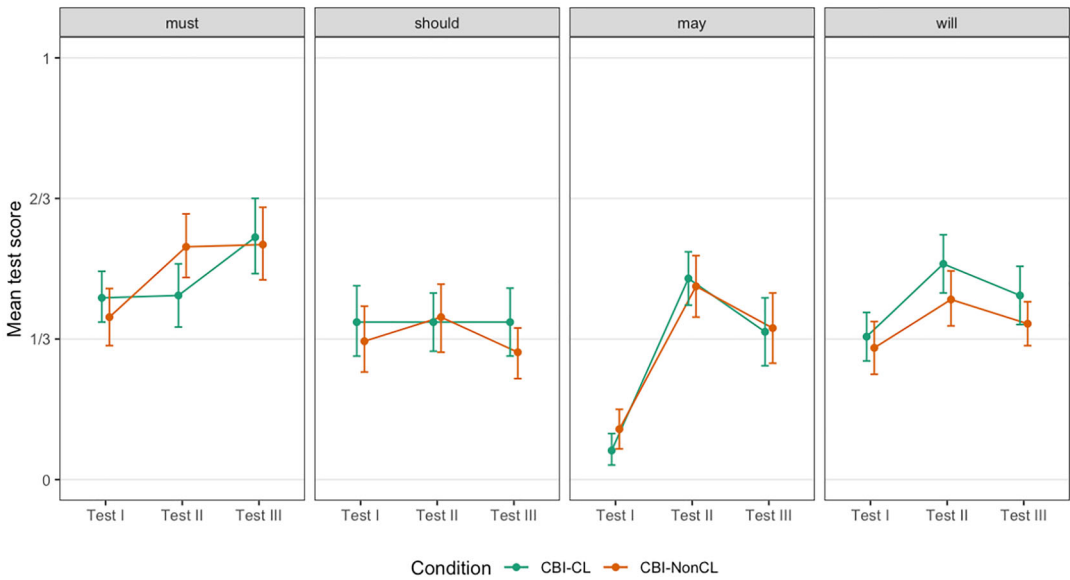 must should may will
Mean test score
1
2/3
1/3
0
Test I Test II Test III Test I Test II Test III Test I Test II Test III Test I Test II Test III
Condition CBI-CL CBI-NonCL